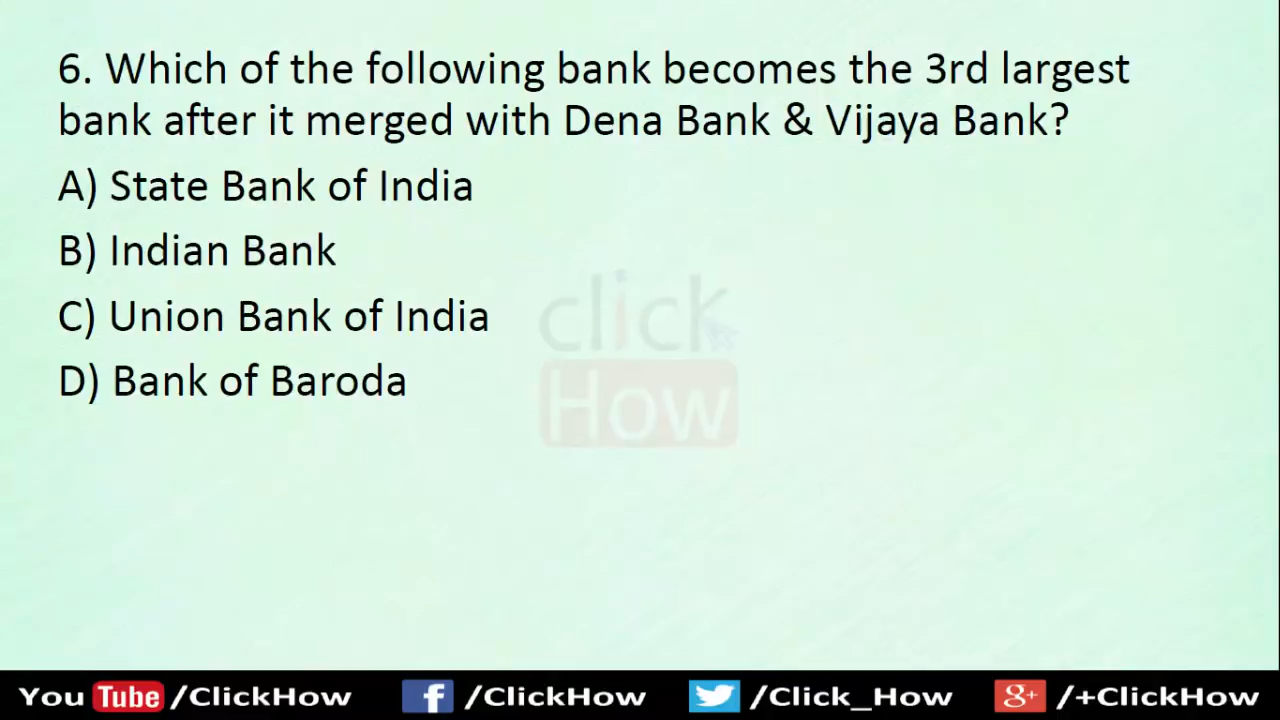 6. Which of the following bank becomes the 3rd largest
bank after it merged with Dena Bank & Vijaya Bank?
A) State Bank of India
B) Indian Bank
C) Union Bank of India
D) Bank of Baroda
click
How
You Tube /ClickHow f /ClickHow /Click_How g+ /+ClickHow